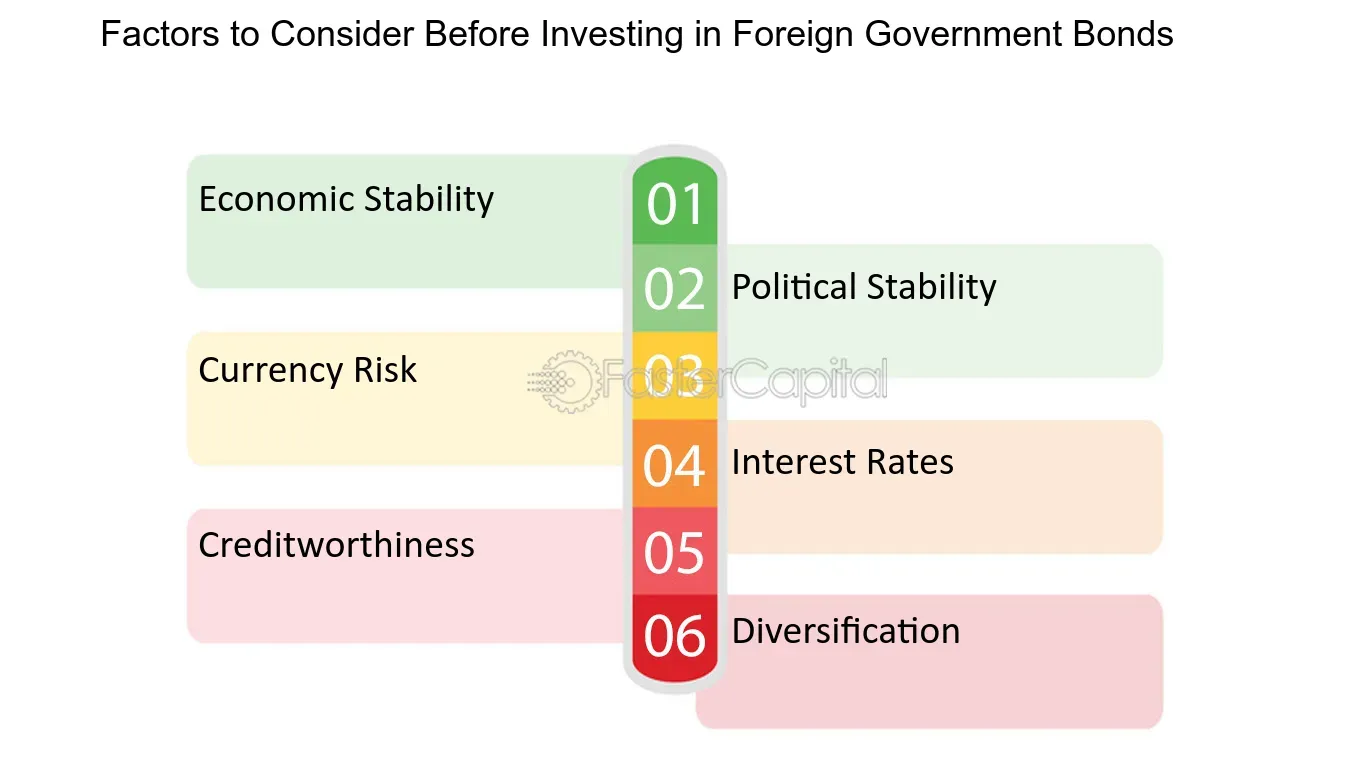 Factors to Consider Before Investing in Foreign Government Bonds
Economic Stability
01
02
Political Stability
Currency Risk
03
FasterCapital
04
Interest Rates
Creditworthiness
05
06
Diversification